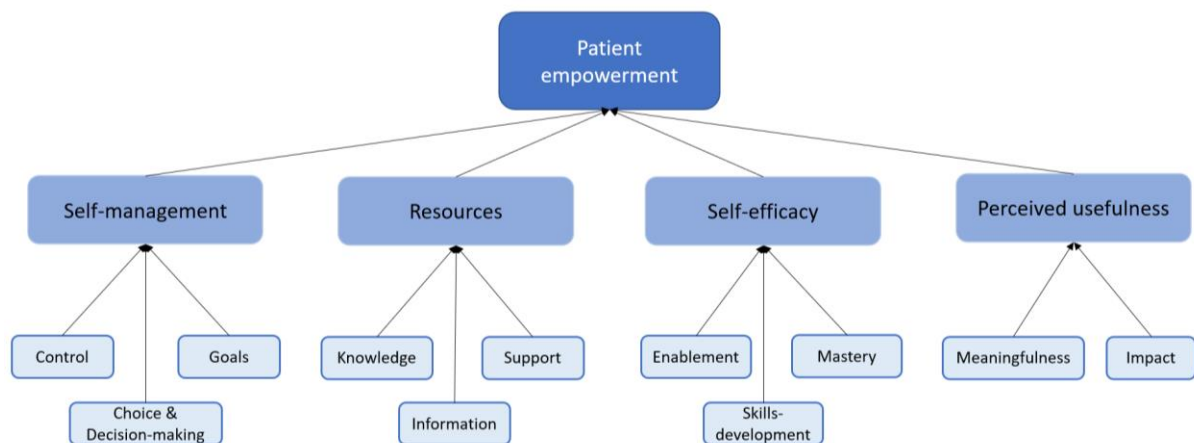 Patient
empowerment
Self-management
Resources
Self-efficacy
Perceived usefulness
Control
Goals
Knowledge
Support
Enablement
Mastery
Meaningfulness
Impact
Choice &
Decision-making
Information
Skills-
development